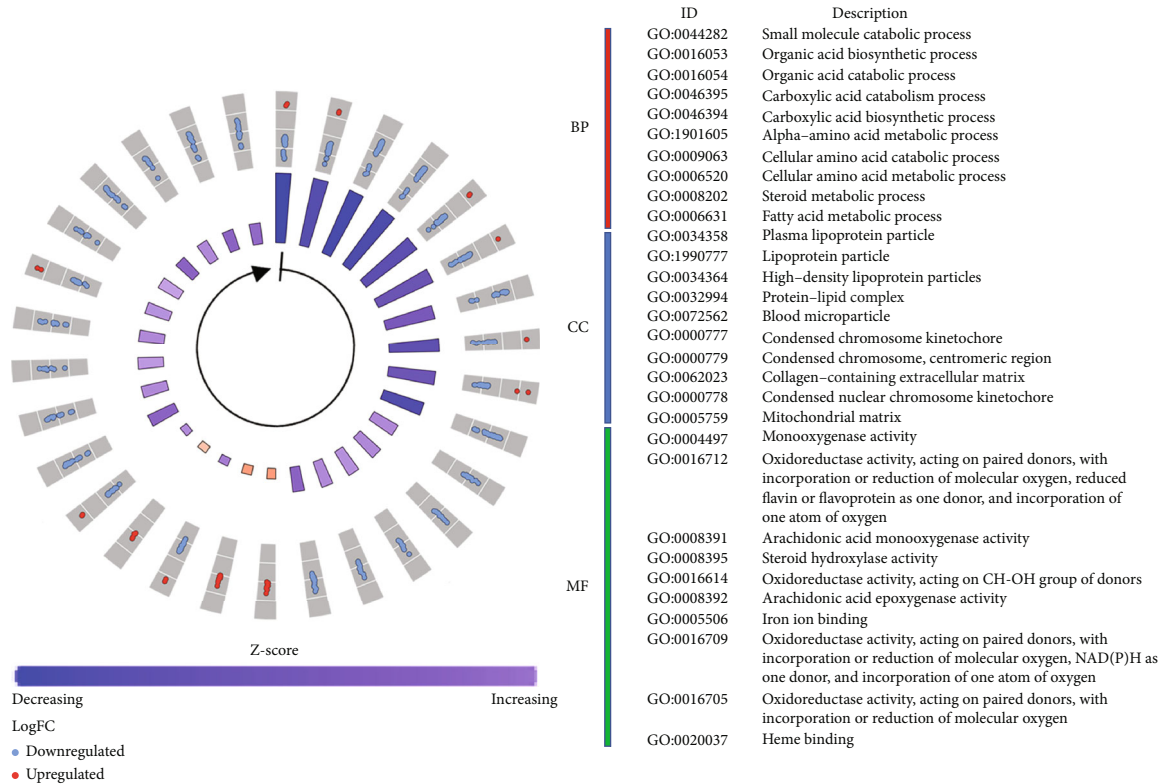 ID Description
BP
GO:0044282 Small molecule catabolic process
GO:0016053 Organic acid biosynthetic process
GO:0016054 Organic acid catabolic process
GO:0046395 Carboxylic acid catabolism process
GO:0046394 Carboxylic acid biosynthetic process
GO:1901605 Alpha–amino acid metabolic process
GO:0009063 Cellular amino acid catabolic process
GO:0006520 Cellular amino acid metabolic process
GO:0008202 Steroid metabolic process
GO:0006631 Fatty acid metabolic process
CC
GO:0034358 Plasma lipoprotein particle
GO:1990777 Lipoprotein particle
GO:0034364 High–density lipoprotein particles
GO:0032994 Protein–lipid complex
GO:0072562 Blood microparticle
GO:0000777 Condensed chromosome kinetochore
GO:0000779 Condensed chromosome, centromeric region
GO:0062023 Collagen–containing extracellular matrix
GO:0000778 Condensed nuclear chromosome kinetochore
GO:0005759 Mitochondrial matrix
MF
GO:0004497 Monooxygenase activity
GO:0016712 Oxidoreductase activity, acting on paired donors, with
incorporation or reduction of molecular oxygen, reduced
flavin or flavoprotein as one donor, and incorporation of
one atom of oxygen
GO:0008391 Arachidonic acid monooxygenase activity
GO:0008395 Steroid hydroxylase activity
GO:0016614 Oxidoreductase activity, acting on CH-OH group of donors
GO:0008392 Arachidonic acid epoxygenase activity
GO:0005506 Iron ion binding
GO:0016709 Oxidoreductase activity, acting on paired donors, with
incorporation or reduction of molecular oxygen, NAD(P)H as
one donor, and incorporation of one atom of oxygen
GO:0016705 Oxidoreductase activity, acting on paired donors, with
incorporation or reduction of molecular oxygen
GO:0020037 Heme binding
Z-score
Decreasing Increasing
LogFC
Downregulated
Upregulated